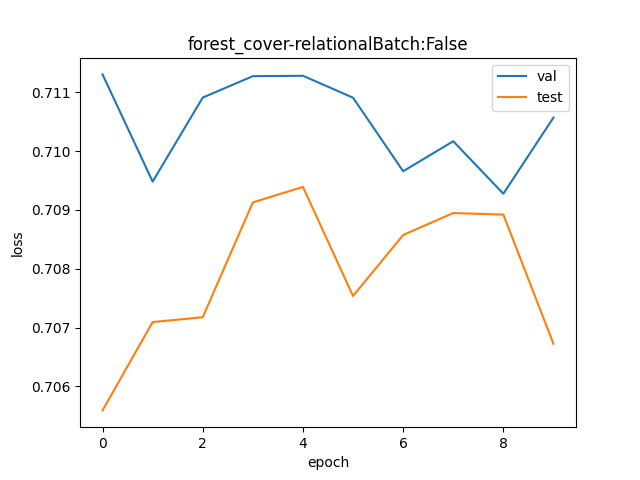 forest_cover-relationalBatch:False
val
test
loss
0.711
0.710
0.709
0.708
0.707
0.706
0 2 4 6 8
epoch